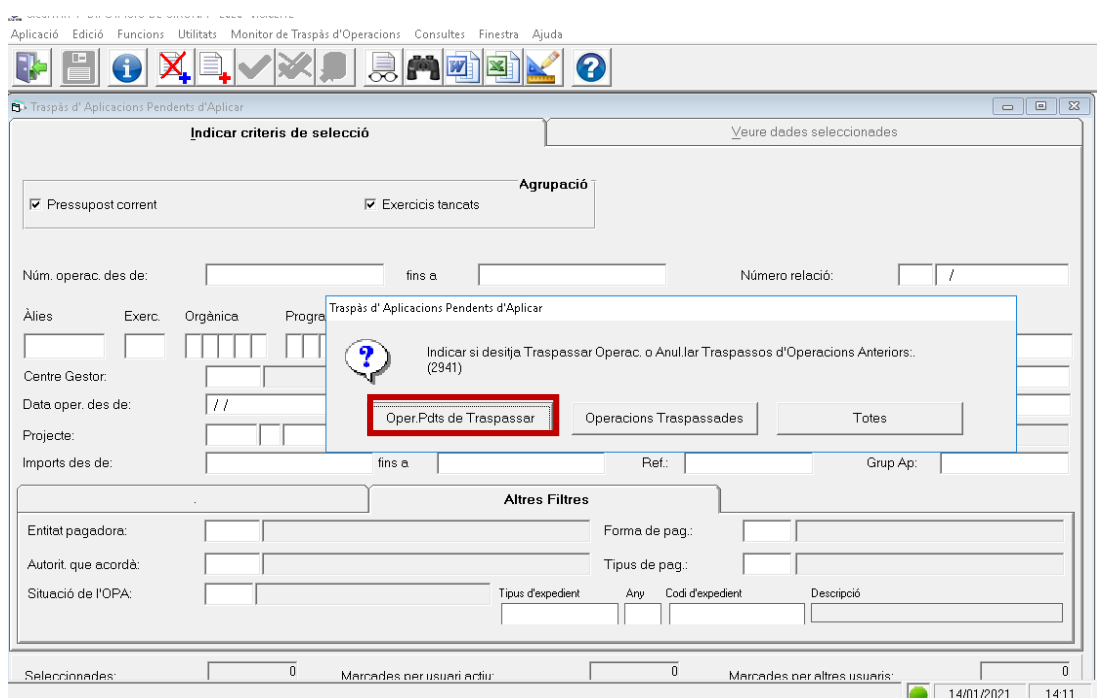 Aplicació Edició Funcions Utilitats Monitor de Traspàs d'Operacions Consultes Finestra Ajuda
Traspàs d' Aplicacions Pendents d'Aplicar
Indicar criteris de selecció Veure dades seleccionades
Agrupació
Pressupost corrent Exercicis tancats
Núm. operac. des de: fins a Número relació: /
Àlies Exerc. Orgànica Progra
Traspàs d' Aplicacions Pendents d'Aplicar
Indicar si desitja Traspassar Operac. o Anul.lar Traspassos d'Operacions Anteriors:.
(2941)
Oper.Pdts de Traspassar Operacions Traspassades Totes
Centre Gestor:
Data oper. des de: / /
Projecte:
Imports des de: fins a Ref.: Grup Ap:
. Altres Filtres
Entitat pagadora: Forma de pag.:
Autorit. que acordà: Tipus de pag.:
Situació de l'OPA: Tipus d'expedient Any Codi d'expedient Descripció
Seleccionades: 0 Marcades per usuari actiu: 0 Marcades per altres usuaris: 0
14/01/2021 14:11